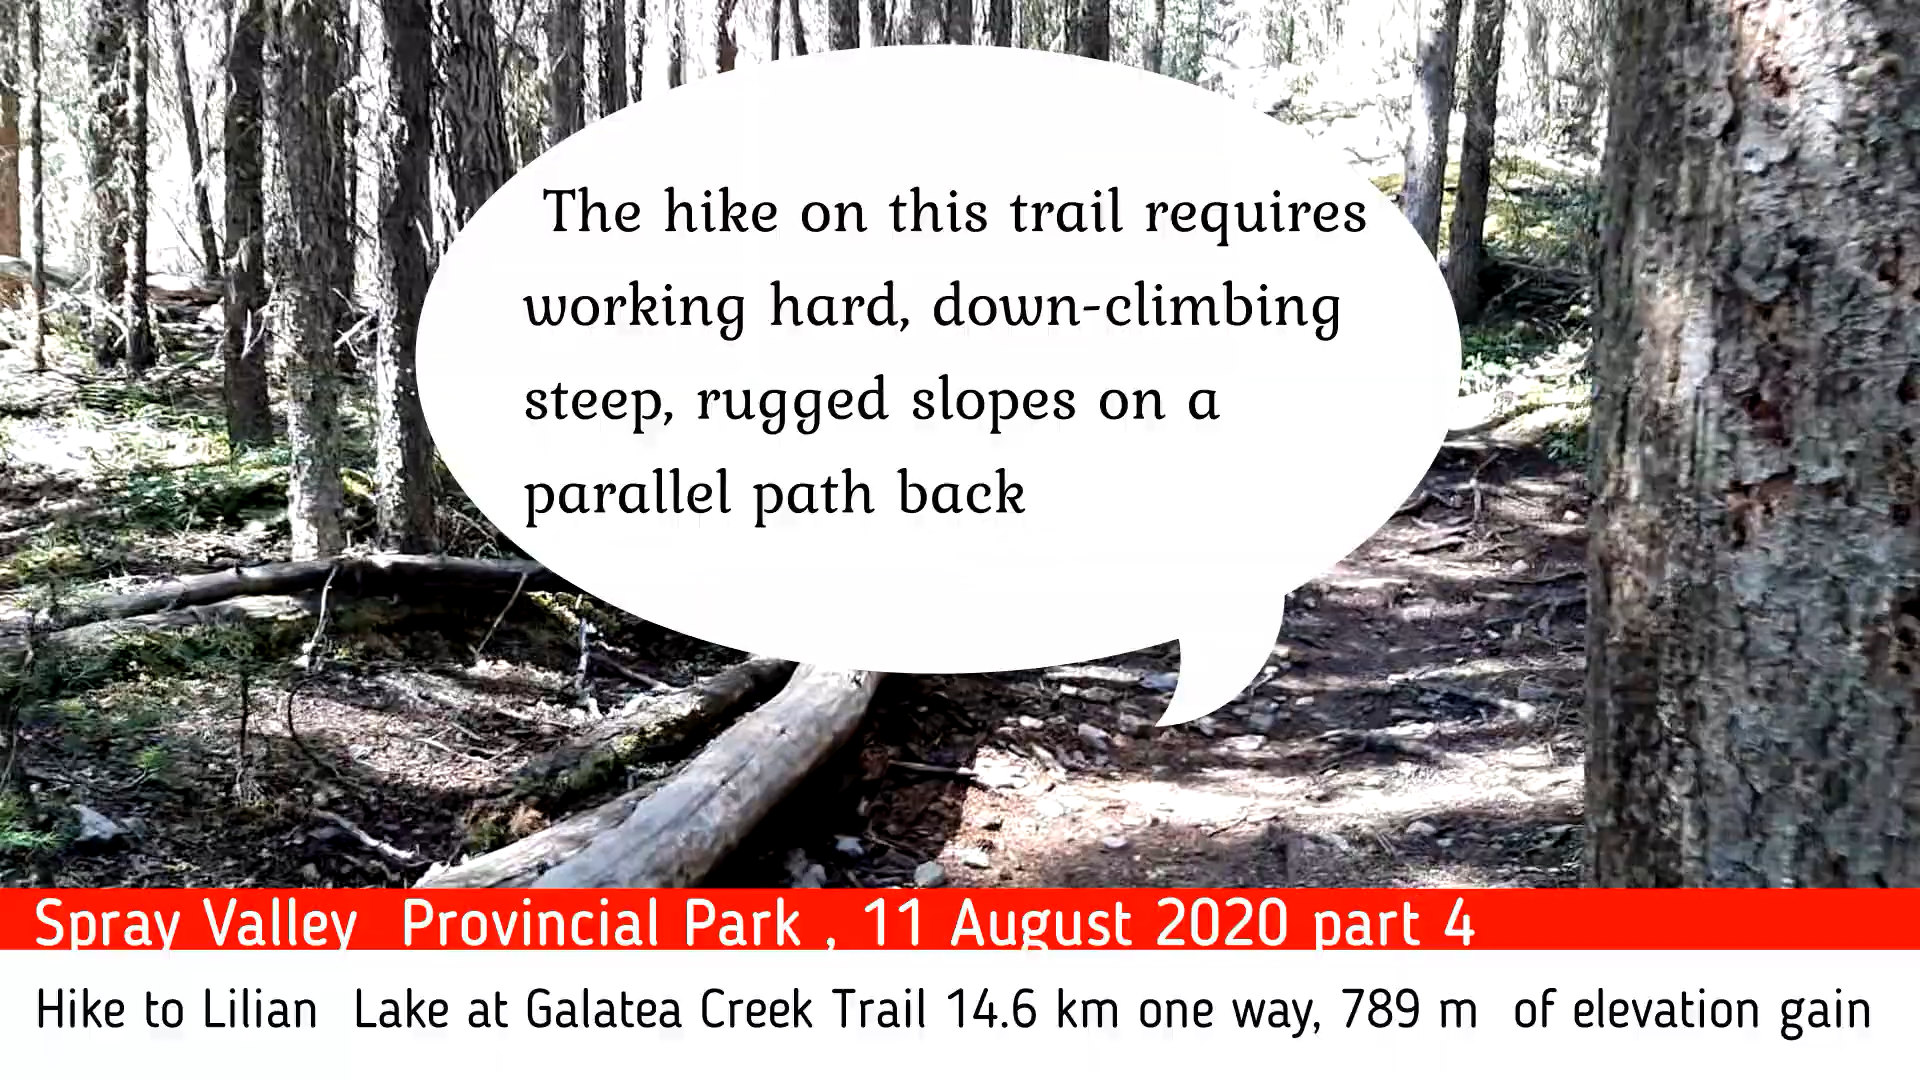 The hike on this trail requires
working hard, down-climbing
steep, rugged slopes on a
parallel path back
Spray Valley Provincial Park , 11 August 2020 part 4
Hike to Lilian Lake at Galatea Creek Trail 14.6 km one way, 789 m of elevation gain